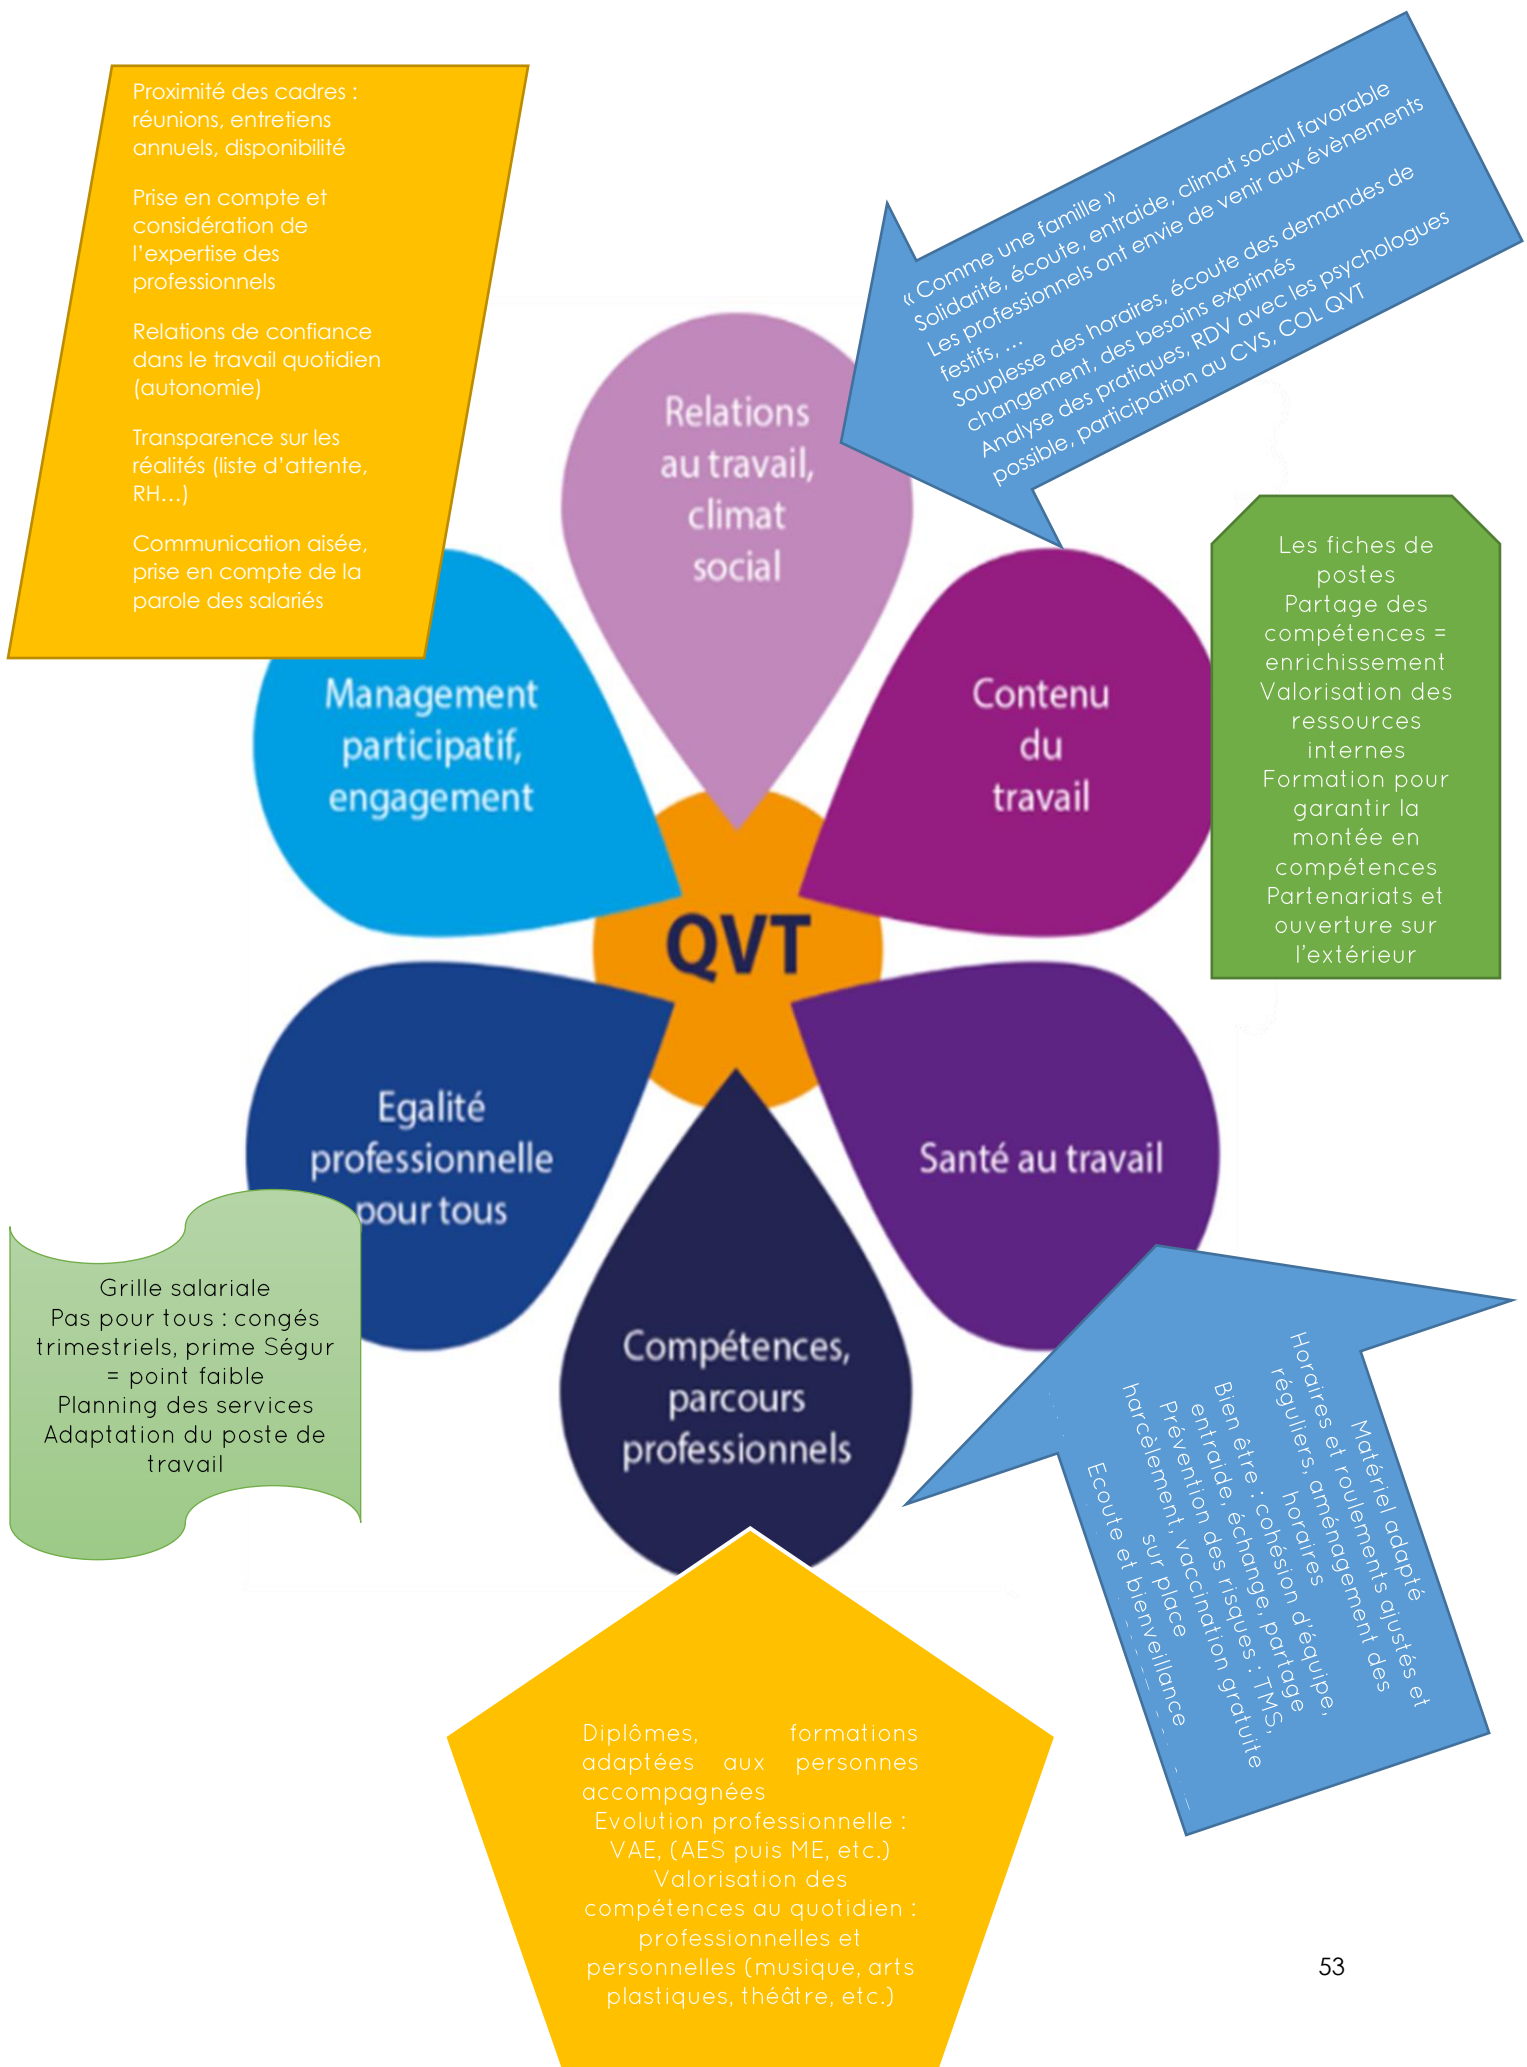 Proximité des cadres :
réunions, entretiens
annuels, disponibilité
Prise en compte et
considération de
l'expertise des
professionnels
Relations de confiance
dans le travail quotidien
(autonomie)
Transparence sur les
réalités (liste d'attente,
RH...)
Communication aisée,
prise en compte de la
parole des salariés
« Comme une famille »
Solidarité, écoute, entraide, climat social favorable
Les professionnels ont envie de venir aux évènements
festifs, ...
Souplesse des horaires, écoute des demandes de
changement, des besoins exprimés
Analyse des pratiques, RDV avec les psychologues
possible, participation au CVS, COL QVT
Relations
au travail,
climat
social
Les fiches de
postes
Partage des
compétences =
enrichissement
Valorisation des
ressources
internes
Formation pour
garantir la
montée en
compétences
Partenariats et
ouverture sur
l'extérieur
Management
participatif,
engagement
Contenu
du
travail
QVT
Egalité
professionnelle
pour tous
Santé au travail
Grille salariale
Pas pour tous : congés
trimestriels, prime Ségur
= point faible
Planning des services
Adaptation du poste de
travail
Compétences,
parcours
professionnels
Matériel adapté
Horaires et roulements ajustés et
réguliers, aménagement des
horaires
Bien être : cohésion d'équipe,
entraide, échange, partage
Prévention des risques : TMS,
harcèlement, vaccination gratuite
sur place
Ecoute et bienveillance
Diplômes, formations
adaptées aux personnes
accompagnées
Evolution professionnelle :
VAE, (AES puis ME, etc.)
Valorisation des
compétences au quotidien :
professionnelles et
personnelles (musique, arts
plastiques, théâtre, etc.)
53